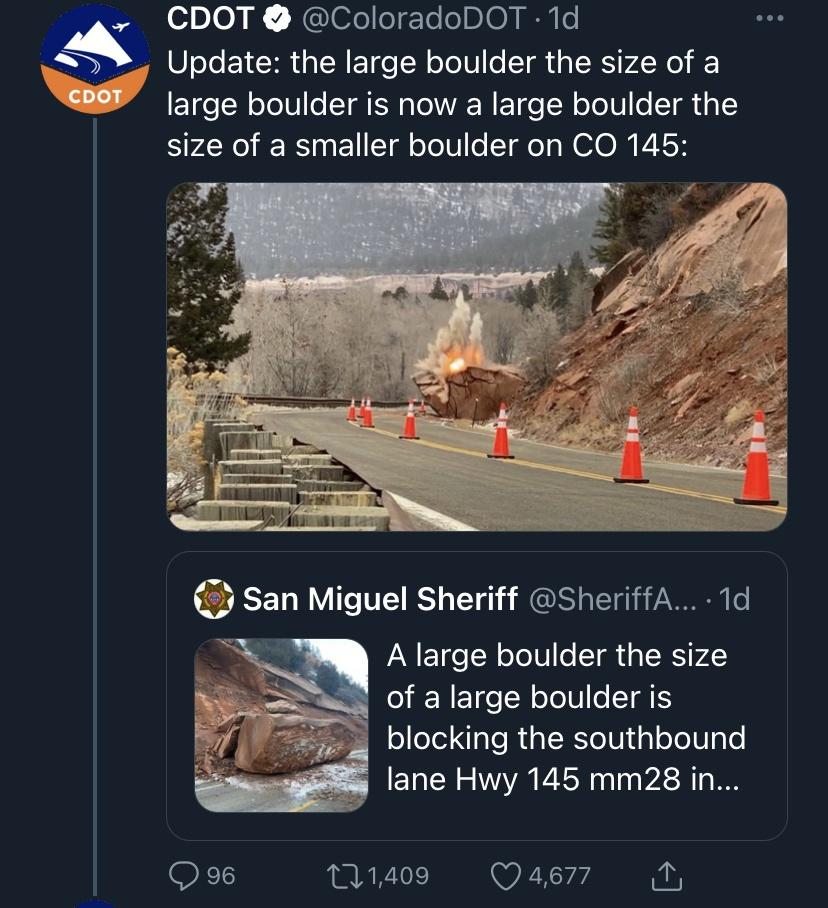 CDOT @ColoradoDOT · 1d
CDOT
Update: the large boulder the size of a
large boulder is now a large boulder the
size of a smaller boulder on CO 145:
San Miguel Sheriff @SheriffA... · 1d
A large boulder the size
of a large boulder is
blocking the southbound
lane Hwy 145 mm28 in...
96 1,409 4,677